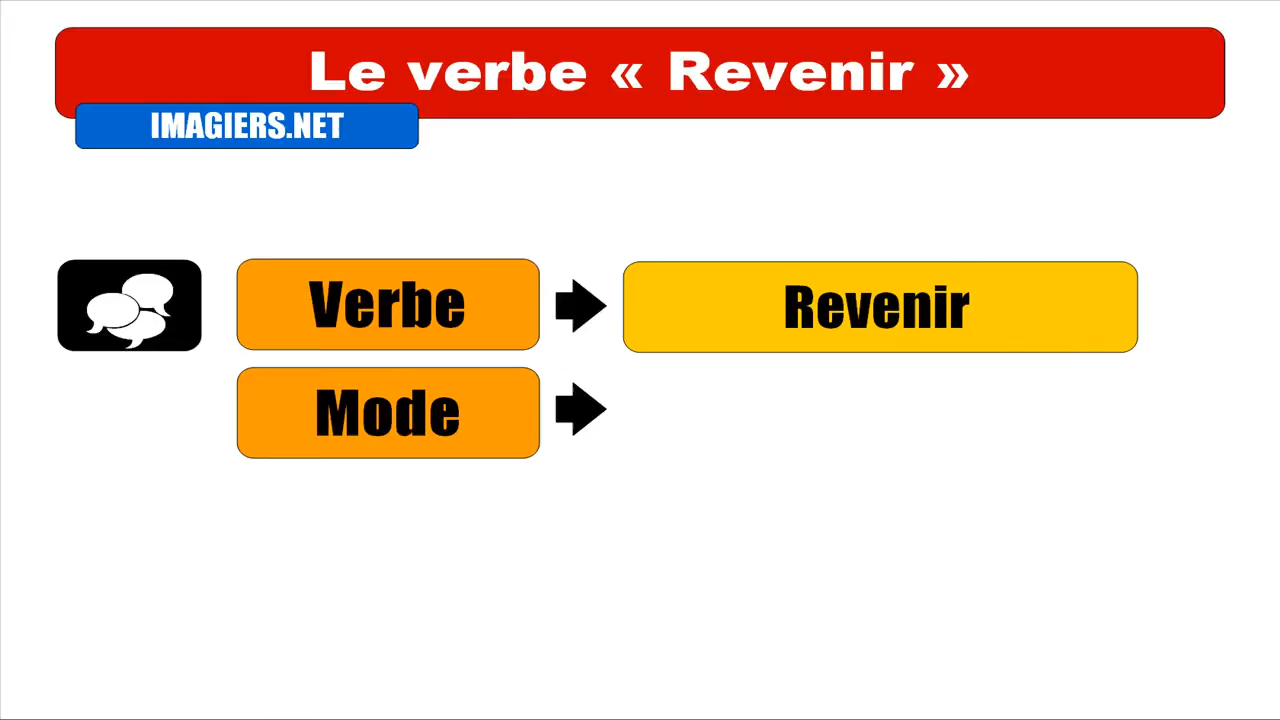 Le verbe « Revenir »
IMAGIERS.NET
Verbe
Revenir
Mode